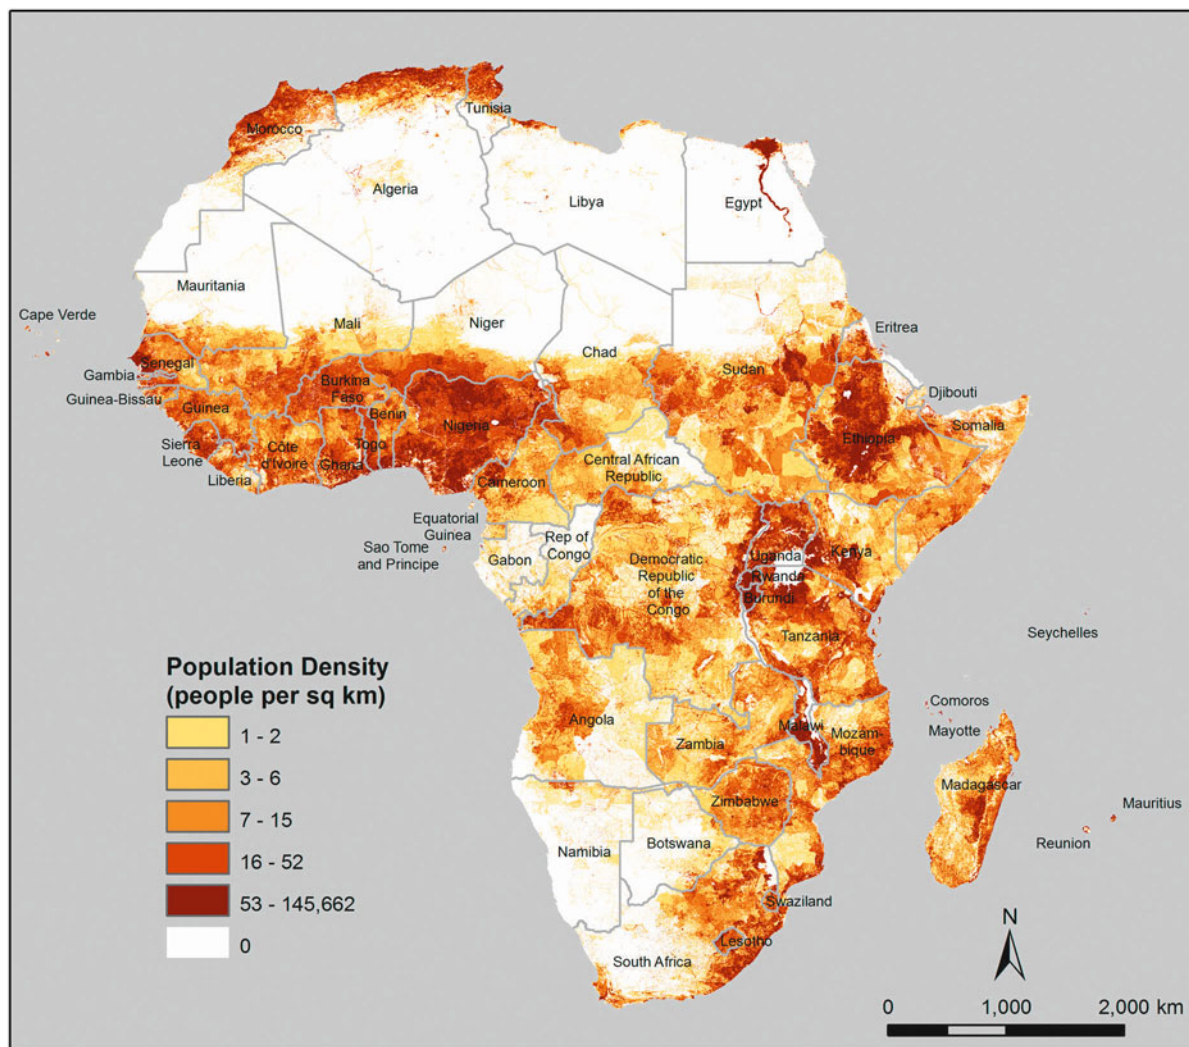 Tunisia
Morocco
Algeria
Libya
Egypt
Mauritania
Cape Verde
Mali
Niger
Chad
Eritrea
Senegal
Sudan
Gambia
Burkina
Faso
Djibouti
Guinea-Bissau
Guinea
Benin
Nigeria
Somalia
Sierra
Leone
Côte
d'Ivoire
Togo
Ghana
Ethiopia
Liberia
Cameroon
Central African
Republic
Equatorial
Guinea
Sao Tome
and Principe
Rep of
Congo
Gabon
Democratic
Republic
of the
Congo
Uganda
Kenya
Rwanda
Burundi
Tanzania
Seychelles
Population Density
(people per sq km)
1 - 2
3 - 6
7 - 15
16 - 52
53 - 145,662
0
Comoros
Mayotte
Angola
Malawi
Zambia
Mozam-
bique
Madagascar
Zimbabwe
Mauritius
Reunion
Namibia
Botswana
Swaziland
Lesotho
South Africa
N
0 1,000 2,000 km